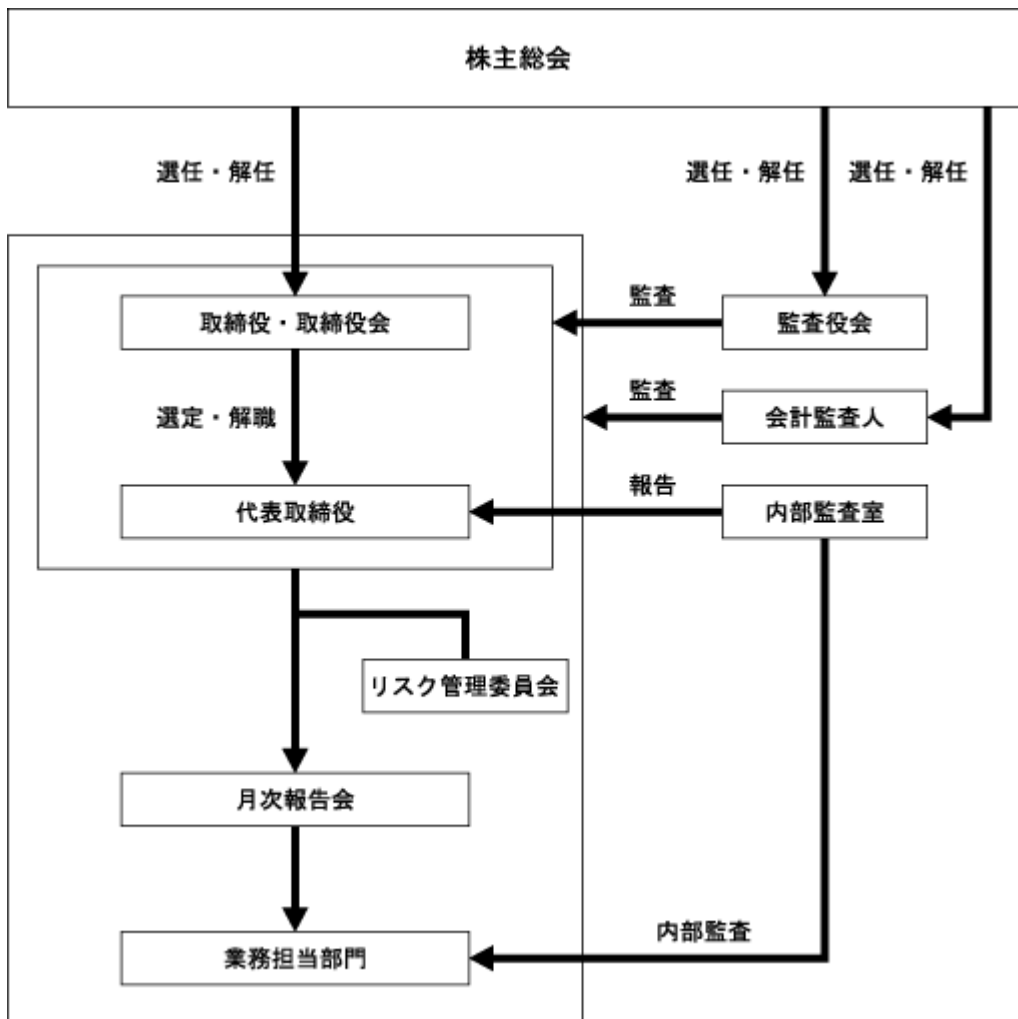 株主総会
選任・解任
選任・解任
選任・解任
取締役・取締役会
監査
監査役会
選定・解職
監査
会計監査人
代表取締役
報告
内部監査室
リスク管理委員会
月次報告会
内部監査
業務担当部門